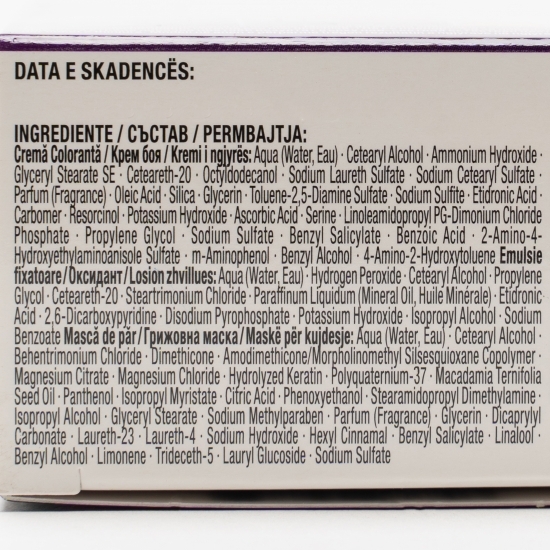 DATA E SKADENCËS:
INGREDIENTE / СЪСТАВ / PERMBAJTJA:
Cremă Colorantă / Крем боя / Kremi i ngjyrës: Aqua (Water, Eau) · Cetearyl Alcohol · Ammonium Hydroxide ·
Glyceryl Stearate SE · Ceteareth-20 · Octyldodecanol · Sodium Laureth Sulfate · Sodium Cetearyl Sulfate ·
Parfum (Fragrance) · Oleic Acid · Silica · Glycerin · Toluene-2,5-Diamine Sulfate · Sodium Sulfite · Etidronic Acid ·
Carbomer · Resorcinol · Potassium Hydroxide · Ascorbic Acid · Serine · Linoleamidopropyl PG-Dimonium Chloride
Phosphate · Propylene Glycol · Sodium Sulfate · Benzyl Salicylate · Benzoic Acid · 2-Amino-4-
Hydroxyethylaminoanisole Sulfate · m-Aminophenol · Benzyl Alcohol · 4-Amino-2-Hydroxytoluene Emulsie
fixatoare / Оксидант / Losion zhvillues: Aqua (Water, Eau) · Hydrogen Peroxide · Cetearyl Alcohol · Propylene
Glycol · Ceteareth-20 · Steartrimonium Chloride · Paraffinum Liquidum (Mineral Oil, Huile Minérale) · Etidronic
Acid · 2,6-Dicarboxypyridine · Disodium Pyrophosphate · Potassium Hydroxide · Isopropyl Alcohol · Sodium
Benzoate Mască de păr / Грижовна маска / Maskë për kujdesje: Aqua (Water, Eau) · Cetearyl Alcohol ·
Behentrimonium Chloride · Dimethicone · Amodimethicone/Morpholinomethyl Silsesquioxane Copolymer ·
Magnesium Citrate · Magnesium Chloride · Hydrolyzed Keratin · Polyquaternium-37 · Macadamia Ternifolia
Seed Oil · Panthenol · Isopropyl Myristate · Citric Acid · Phenoxyethanol · Stearamidopropyl Dimethylamine ·
Isopropyl Alcohol · Glyceryl Stearate · Sodium Methylparaben · Parfum (Fragrance) · Glycerin · Dicaprylyl
Carbonate · Laureth-23 · Laureth-4 · Sodium Hydroxide · Hexyl Cinnamal · Benzyl Salicylate · Linalool ·
Benzyl Alcohol · Limonene · Trideceth-5 · Lauryl Glucoside · Sodium Sulfate